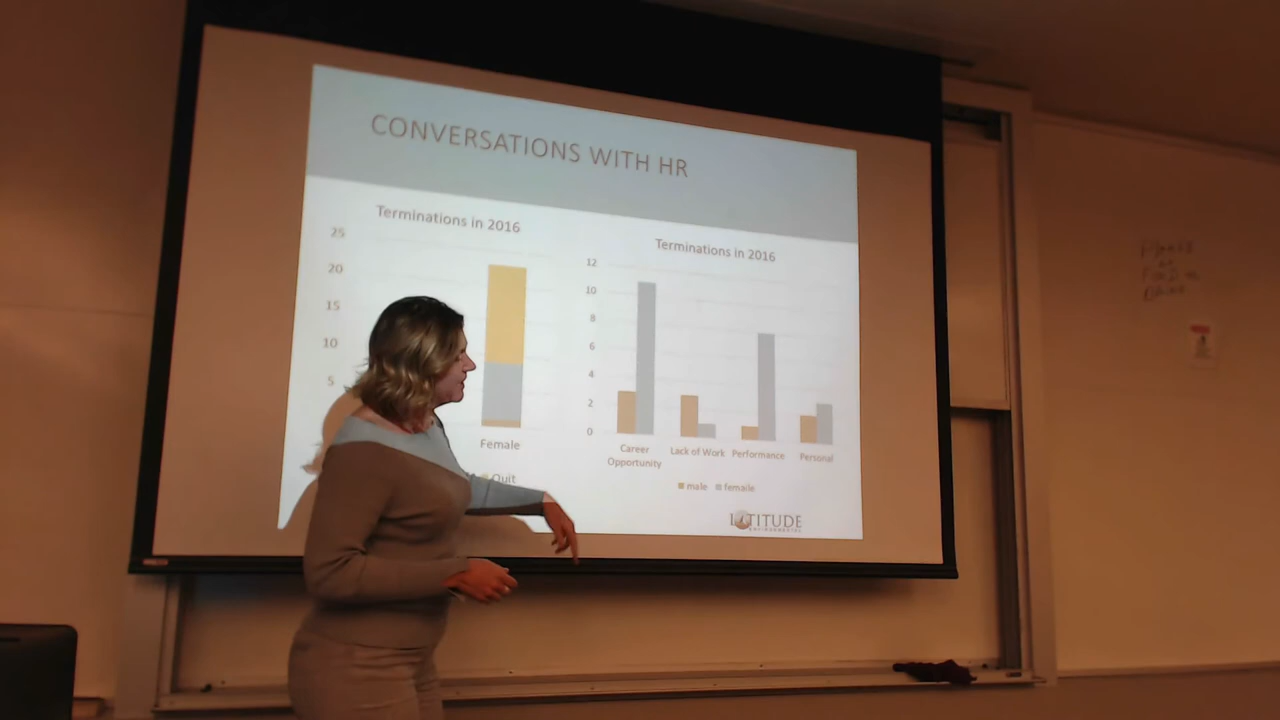 CONVERSATIONS WITH HR
Terminations in 2016
25
20
15
10
5
Female
Quit
Terminations in 2016
12
10
8
6
4
2
0
Career
Opportunity
Lack of Work
Performance
Personal
male female
LATITUDE